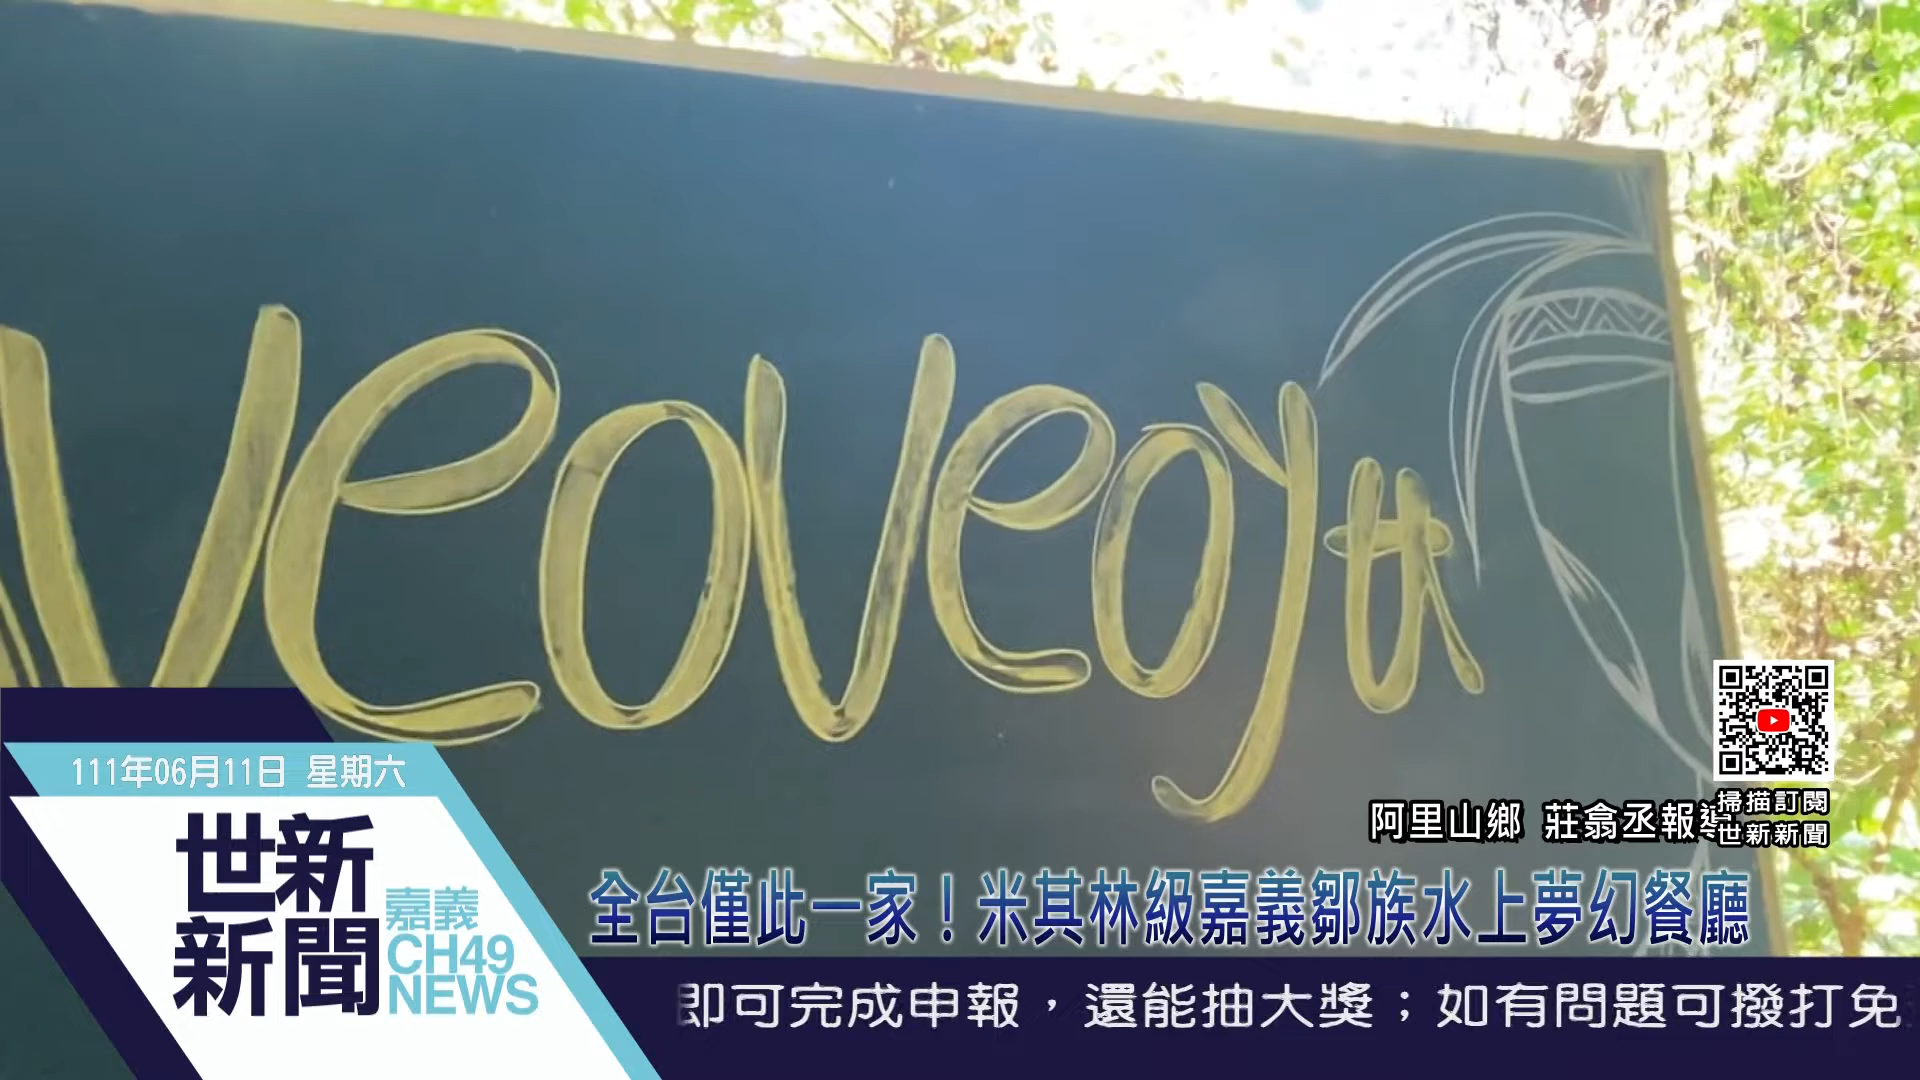 veoveoyʉ
111年06月11日 星期六
世新
新聞
嘉義
CH49
NEWS
阿里山鄉 莊翕丞報導
掃描訂閱
世新新聞
全台僅此一家！米其林級嘉義鄒族水上夢幻餐廳
即可完成申報，還能抽大獎；如有問題可撥打免